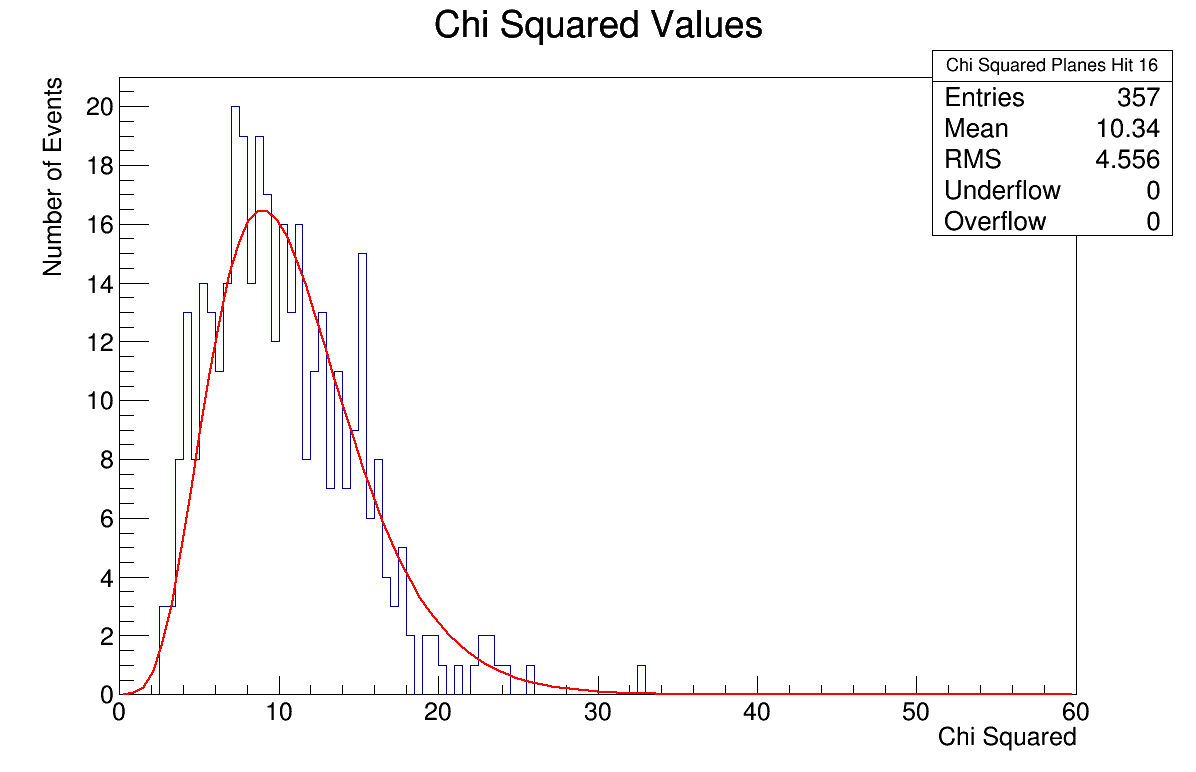 Chi Squared Values
Chi Squared Planes Hit 16
Entries 357
Mean 10.34
RMS 4.556
Underflow 0
Overflow 0
Number of Events
20
18
16
14
12
10
8
6
4
2
0
0 10 20 30 40 50 60
Chi Squared